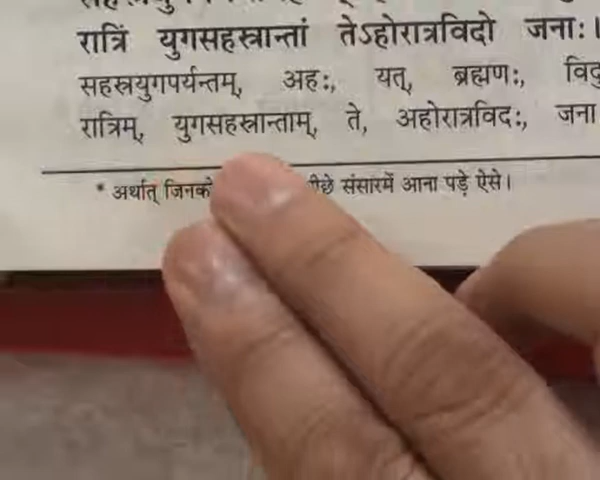 रात्रिं युगसहस्रान्तां तेऽहोरात्रविदो जनाः।
सहस्रयुगपर्यन्तम्, अहः, यत्, ब्रह्मणः,
रात्रिम्, युगसहस्रान्ताम्, ते, अहोरात्रविदः, जना
* अर्थात् जिनको संसारमें आना पड़े ऐसे।